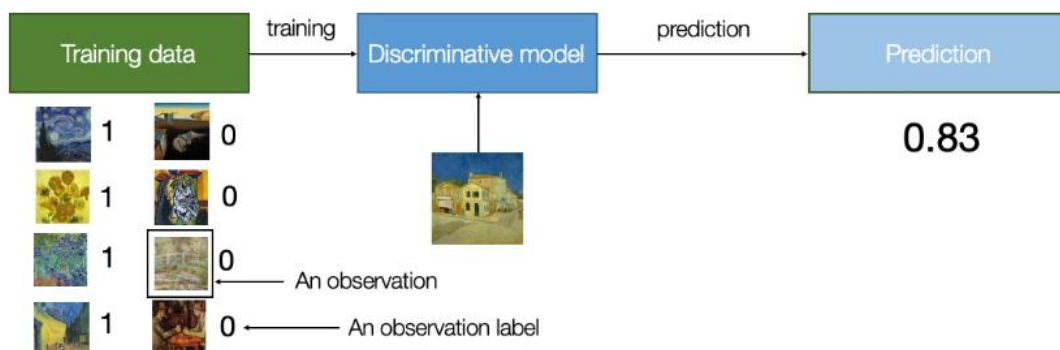 training
prediction
Training data
Discriminative model
Prediction
1
0
0.83
1
0
1
0
An observation
1
0
An observation label